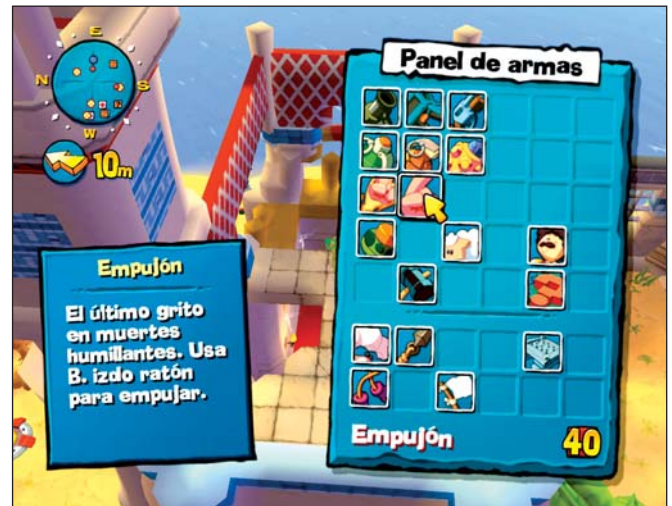 E
N
S
W
10m
Panel de armas
Empujón
El último grito
en muertes
humillantes. Usa
B. izdo ratón
para empujar.
Empujón
40